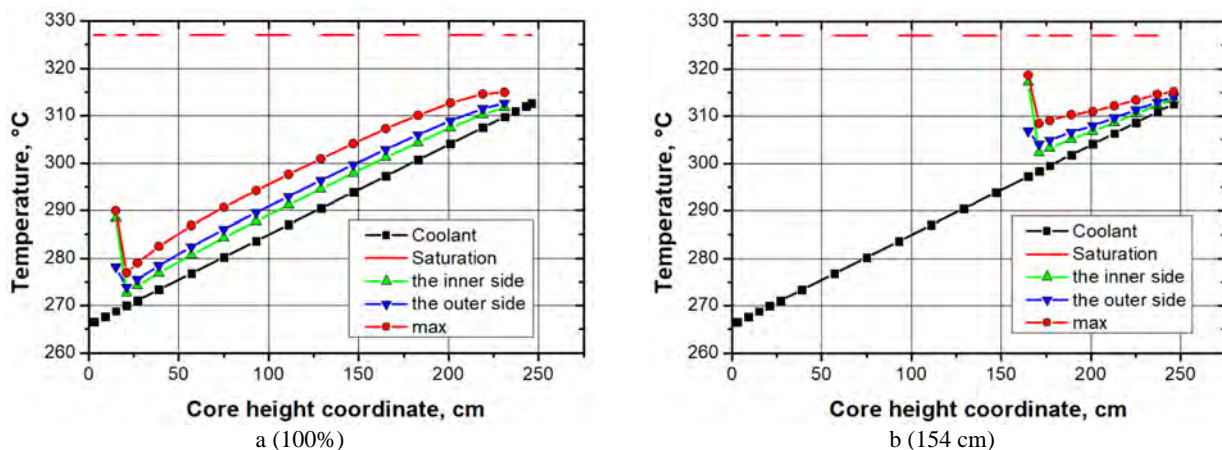 330
320
310
300
290
280
270
260
Temperature, °C
0
50
100
150
200
250
Core height coordinate, cm
Coolant
Saturation
the inner side
the outer side
max
a (100%)
330
320
310
300
290
280
270
260
Temperature, °C
0
50
100
150
200
250
Core height coordinate, cm
Coolant
Saturation
the inner side
the outer side
max
b (154 cm)